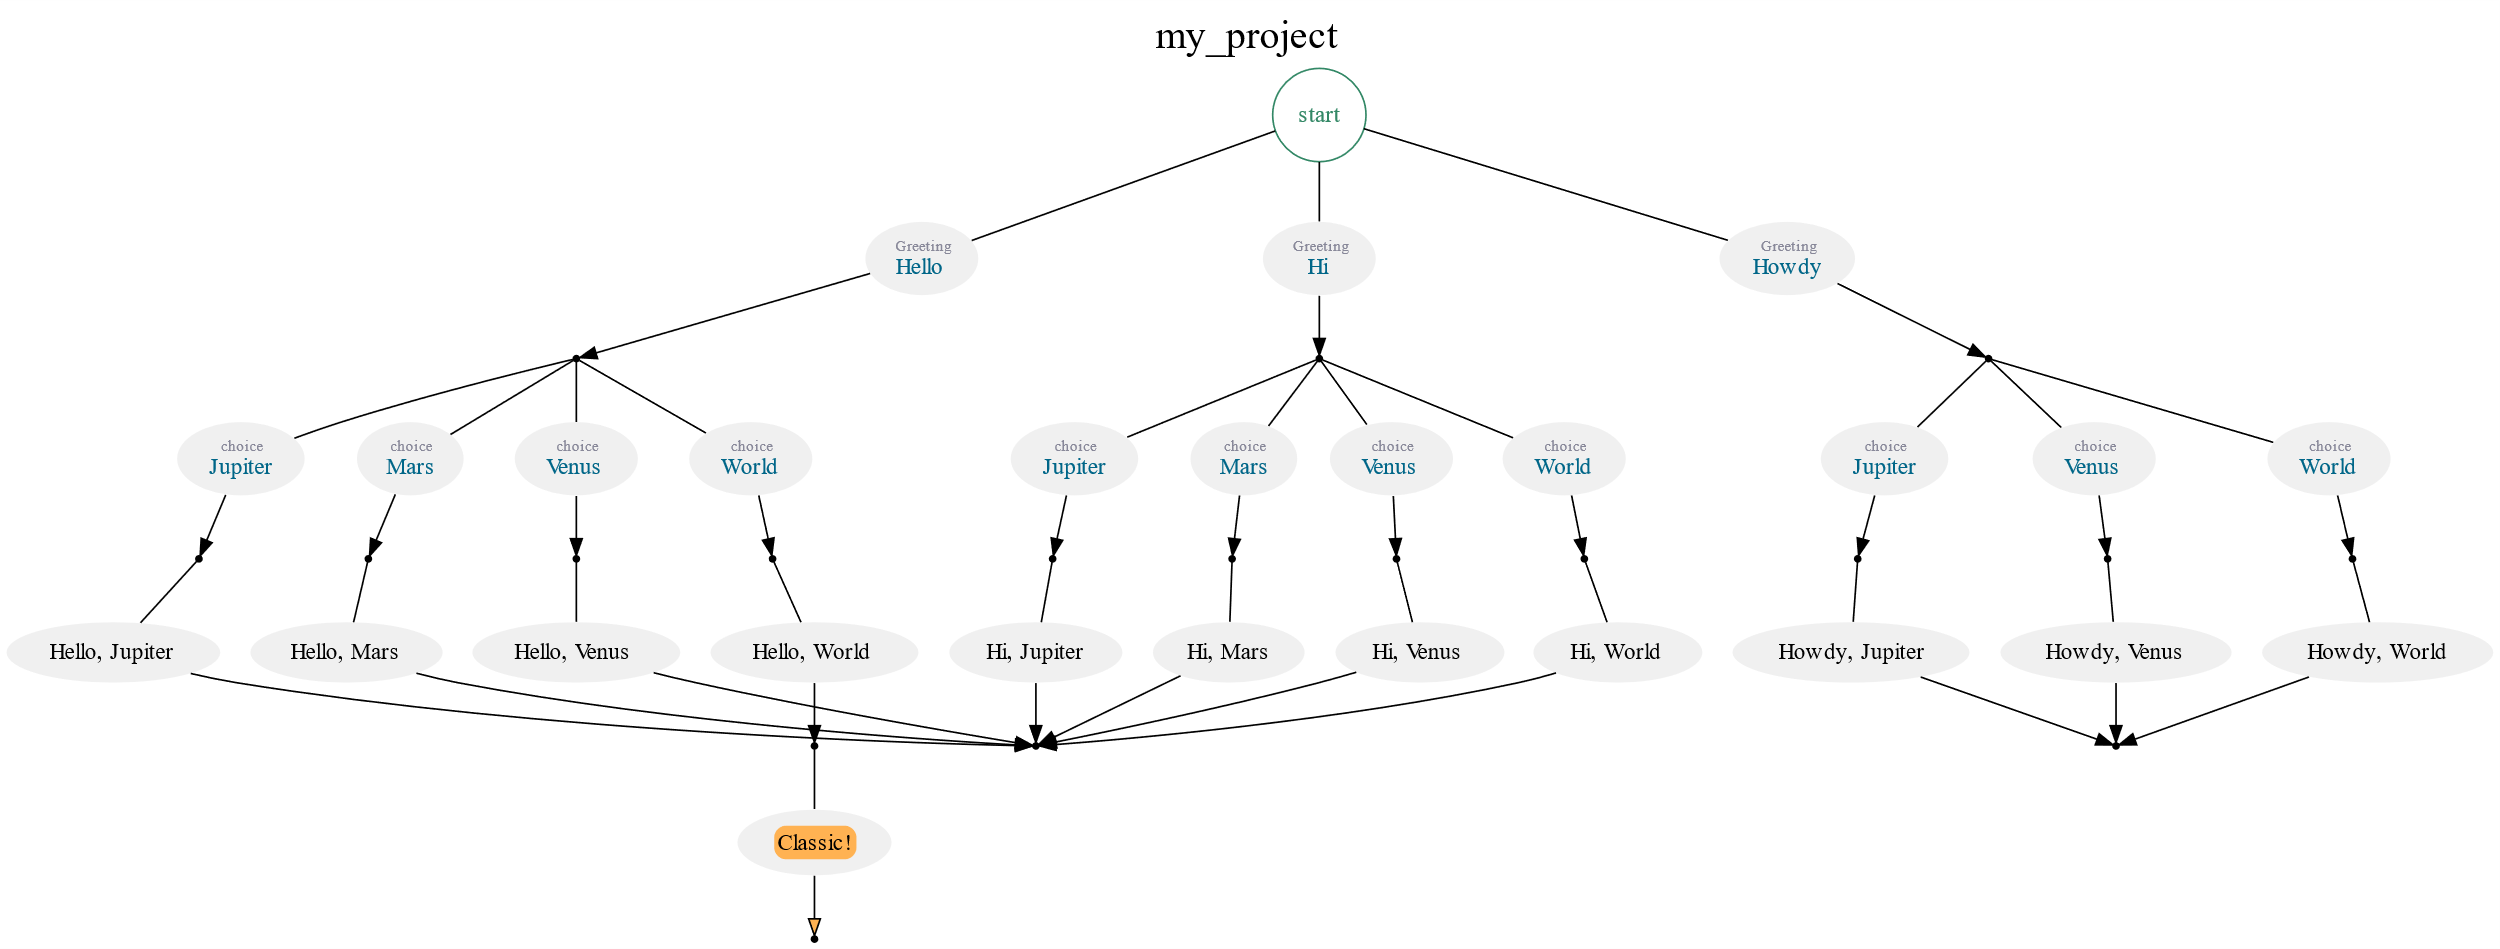 my_project
start
Greeting
Hello
Greeting
Hi
Greeting
Howdy
choice
Jupiter
choice
Mars
choice
Venus
choice
World
choice
Jupiter
choice
Mars
choice
Venus
choice
World
choice
Jupiter
choice
Venus
choice
World
Hello, Jupiter
Hello, Mars
Hello, Venus
Hello, World
Hi, Jupiter
Hi, Mars
Hi, Venus
Hi, World
Howdy, Jupiter
Howdy, Venus
Howdy, World
Classic!